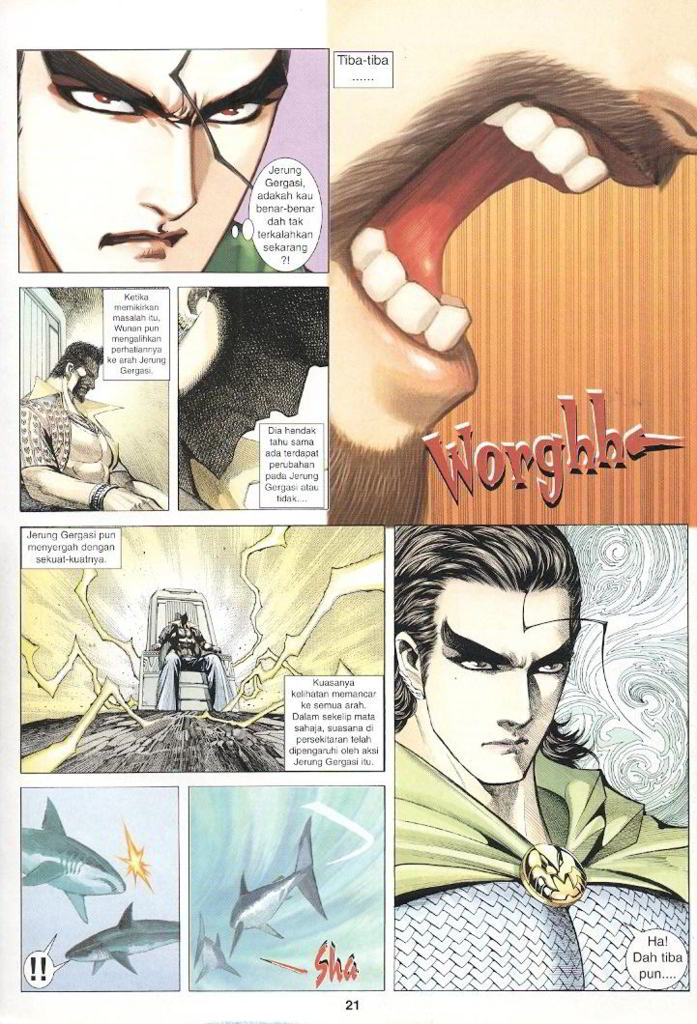 Jerung
Gergasi,
adakah kau
benar-benar
dah tak
terkalahkan
sekarang
?!
Tiba-tiba
......
Worghh
Ketika
memikirkan
masalah itu,
Wunan pun
mengalihkan
perhatiannya
ke arah Jerung
Gergasi.
Dia hendak
tahu sama
ada terdapat
perubahan
pada Jerung
Gergasi atau
tidak....
Jerung Gergasi pun
menyergah dengan
sekuat-kuatnya.
Kuasanya
kelihatan memancar
ke semua arah.
Dalam sekelip mata
sahaja, suasana di
persekitaran telah
dipengaruhi oleh aksi
Jerung Gergasi itu.
!!
Sha
Ha!
Dah tiba
pun....
21